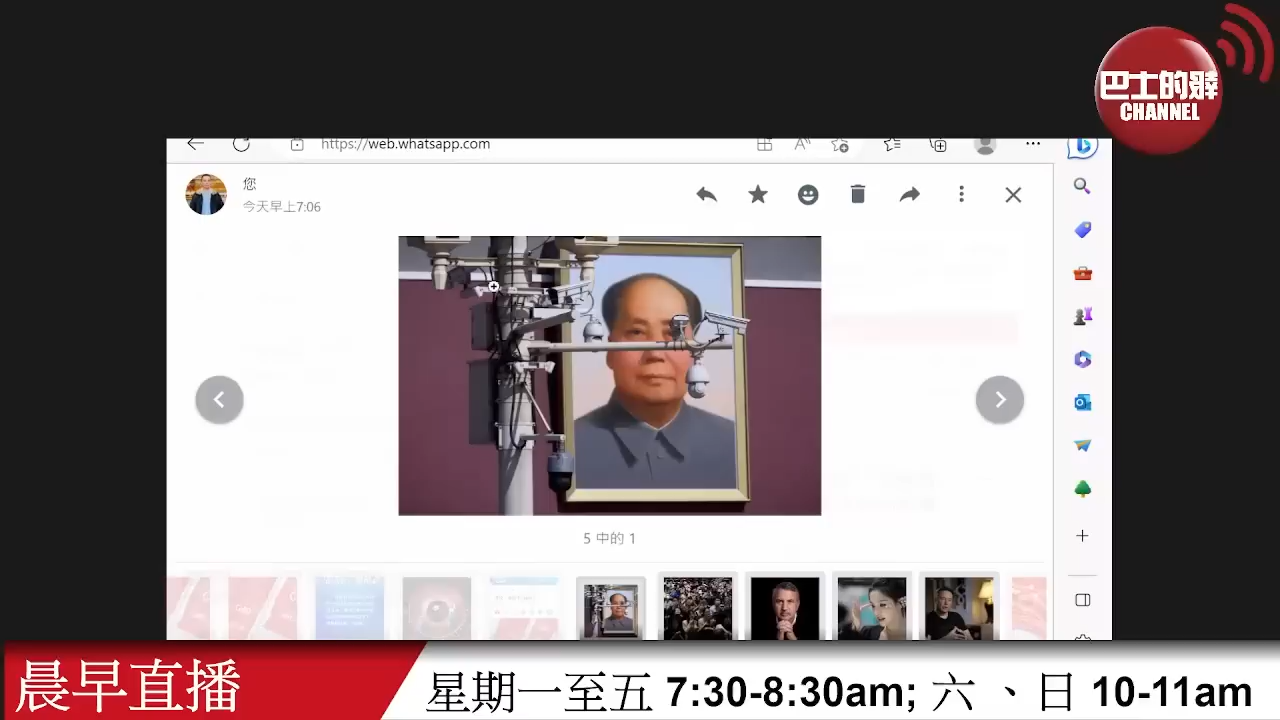 巴士的報
CHANNEL
https://web.whatsapp.com
您
今天早上7:06
5 中的 1
晨早直播
星期一至五 7:30-8:30am; 六 、日 10-11am